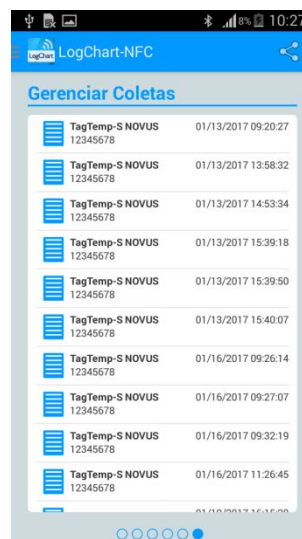 8% 10:27
LogChart LogChart-NFC
Gerenciar Coletas
TagTemp-S NOVUS 01/13/2017 09:20:27
12345678
TagTemp-S NOVUS 01/13/2017 13:58:32
12345678
TagTemp-S NOVUS 01/13/2017 14:53:34
12345678
TagTemp-S NOVUS 01/13/2017 15:39:18
12345678
TagTemp-S NOVUS 01/13/2017 15:39:50
12345678
TagTemp-S NOVUS 01/13/2017 15:40:07
12345678
TagTemp-S NOVUS 01/16/2017 09:26:14
12345678
TagTemp-S NOVUS 01/16/2017 09:27:07
12345678
TagTemp-S NOVUS 01/16/2017 09:32:19
12345678
TagTemp-S NOVUS 01/16/2017 11:26:45
12345678